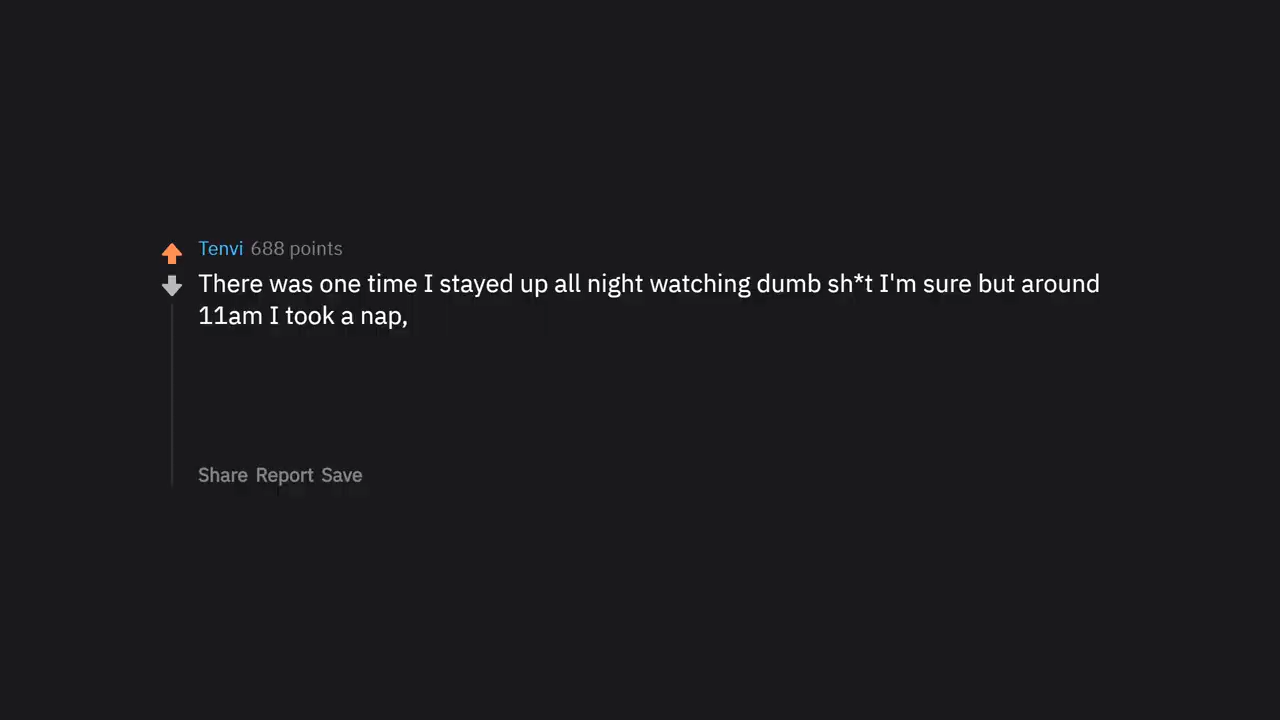 Tenvi 688 points
There was one time I stayed up all night watching dumb sh*t I'm sure but around
11am I took a nap,
Share Report Save